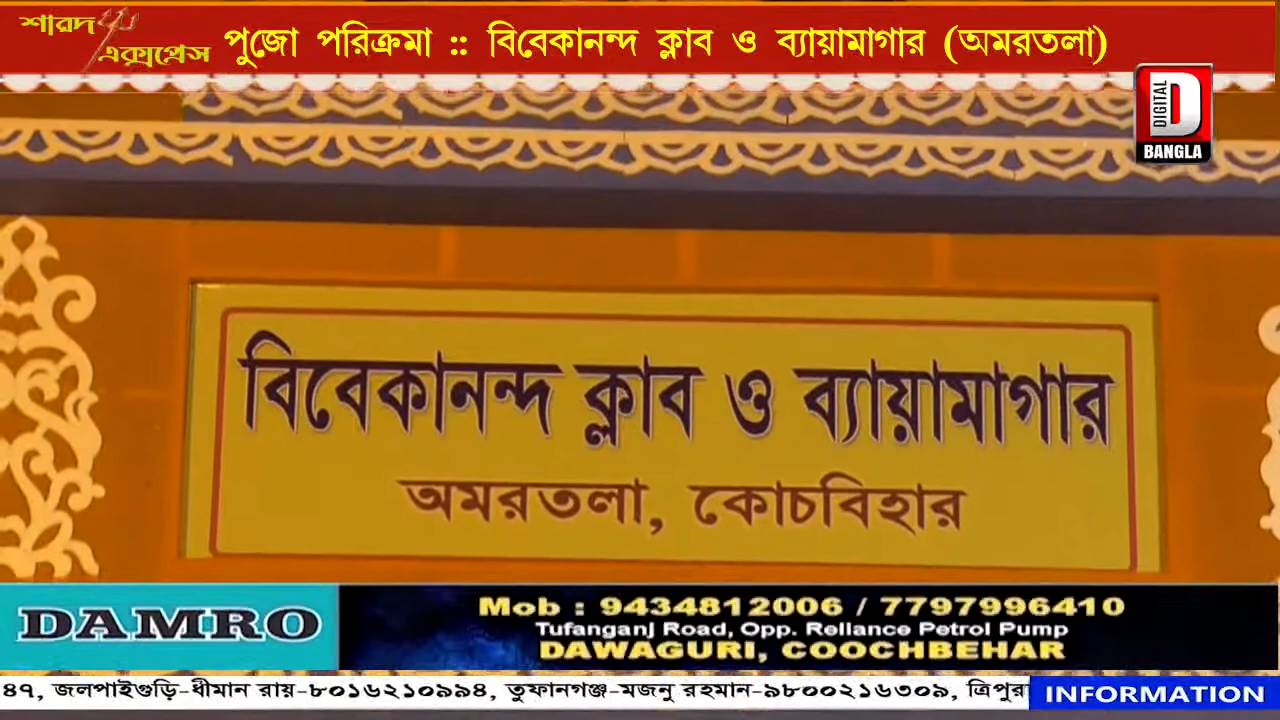 শারদ
এক্সপ্রেস
পুজো পরিক্রমা :: বিবেকানন্দ ক্লাব ও ব্যায়ামাগার (অমরতলা)
DIGITAL
D
BANGLA
বিবেকানন্দ ক্লাব ও ব্যায়ামাগার
অমরতলা, কোচবিহার
DAMRO
Mob : 9434812006 / 7797996410
Tufanganj Road, Opp. Reliance Petrol Pump
DAWAGURI, COOCHBEHAR
৪৭, জলপাইগুড়ি-ধীমান রায়-৮০১৬২১০৯৯৪, তুফানগঞ্জ-মজনু রহমান-৯৮০০২১৬৩০৯, ত্রিপুরা
INFORMATION